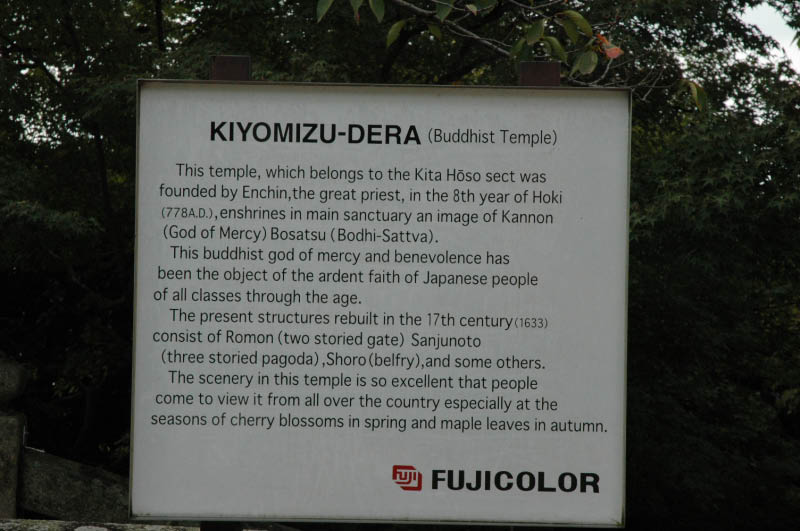 KIYOMIZU-DERA (Buddhist Temple)
This temple, which belongs to the Kita Hōso sect was
founded by Enchin,the great priest, in the 8th year of Hoki
(778A.D.),enshrines in main sanctuary an image of Kannon
(God of Mercy) Bosatsu (Bodhi-Sattva).
This buddhist god of mercy and benevolence has
been the object of the ardent faith of Japanese people
of all classes through the age.
The present structures rebuilt in the 17th century(1633)
consist of Romon (two storied gate) Sanjunoto
(three storied pagoda),Shoro(belfry),and some others.
The scenery in this temple is so excellent that people
come to view it from all over the country especially at the
seasons of cherry blossoms in spring and maple leaves in autumn.
FUJI FUJICOLOR